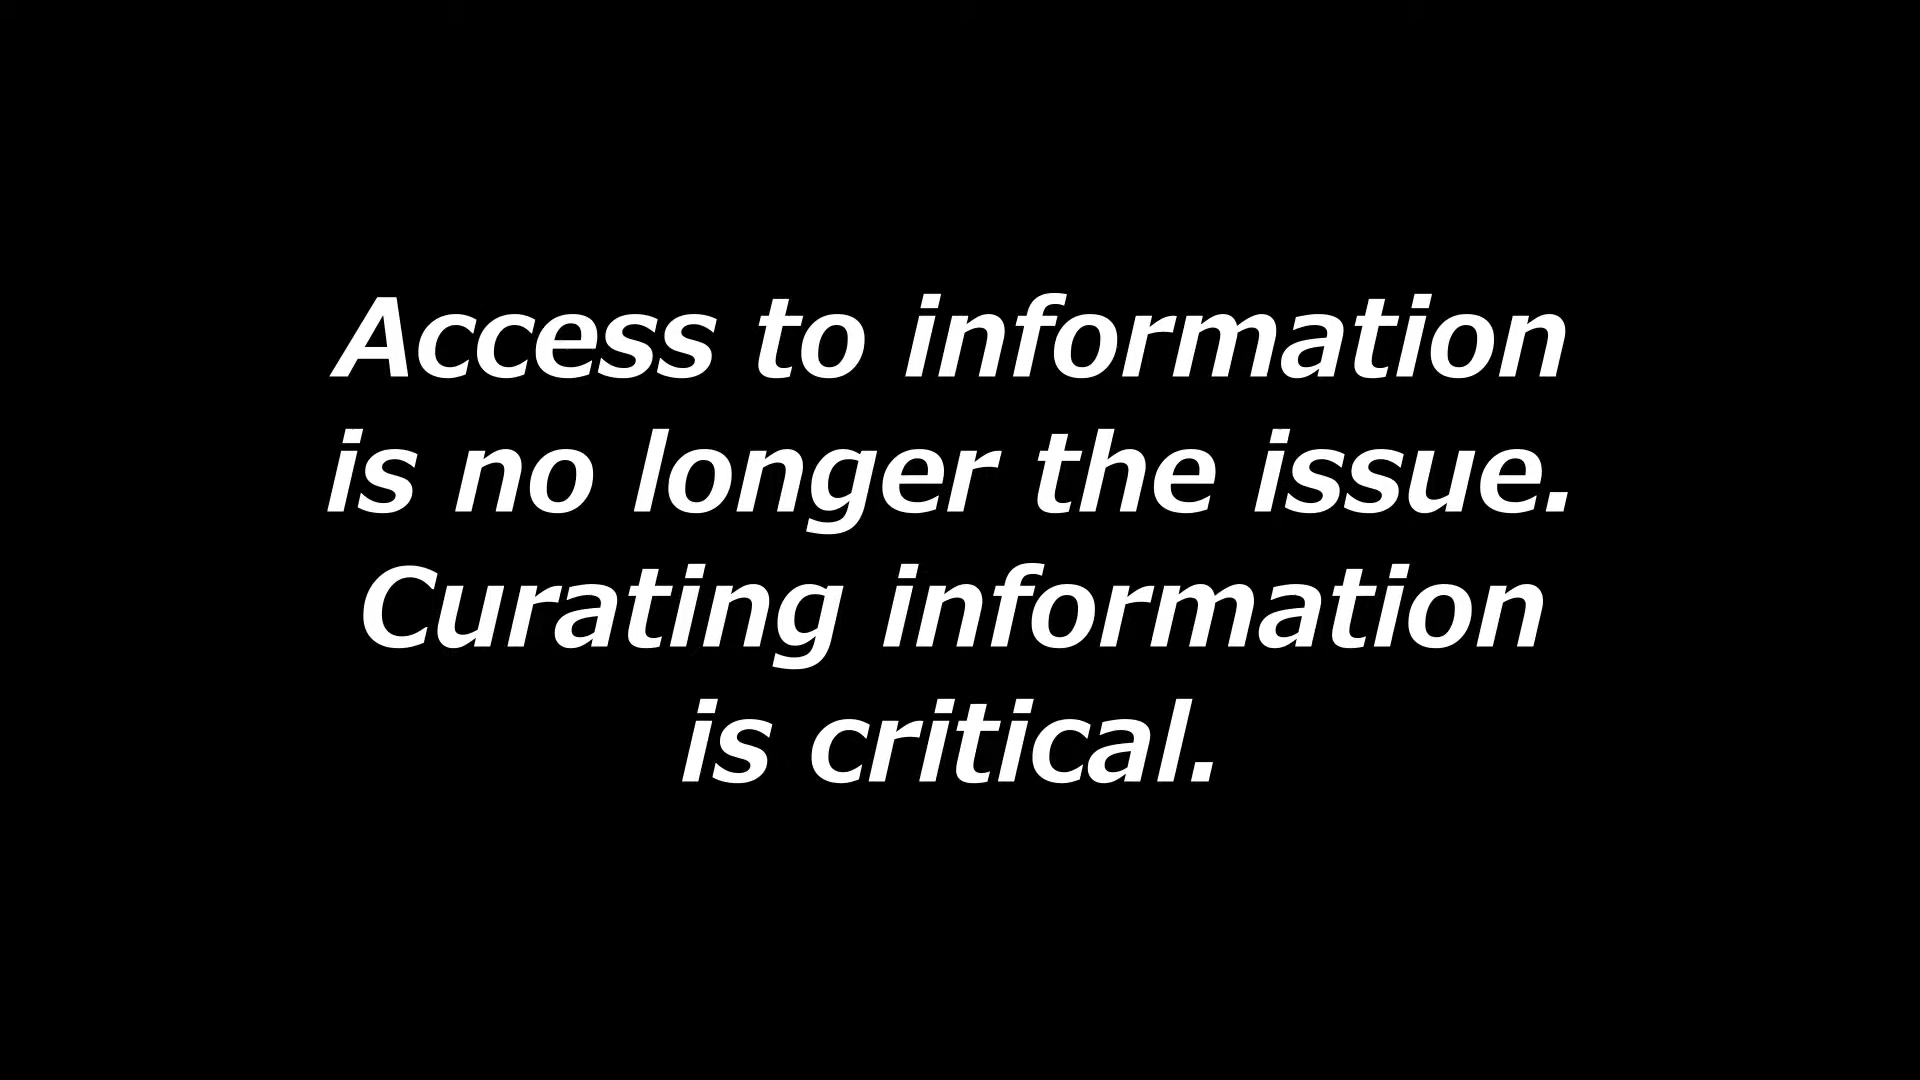 Access to information
is no longer the issue.
Curating information
is critical.